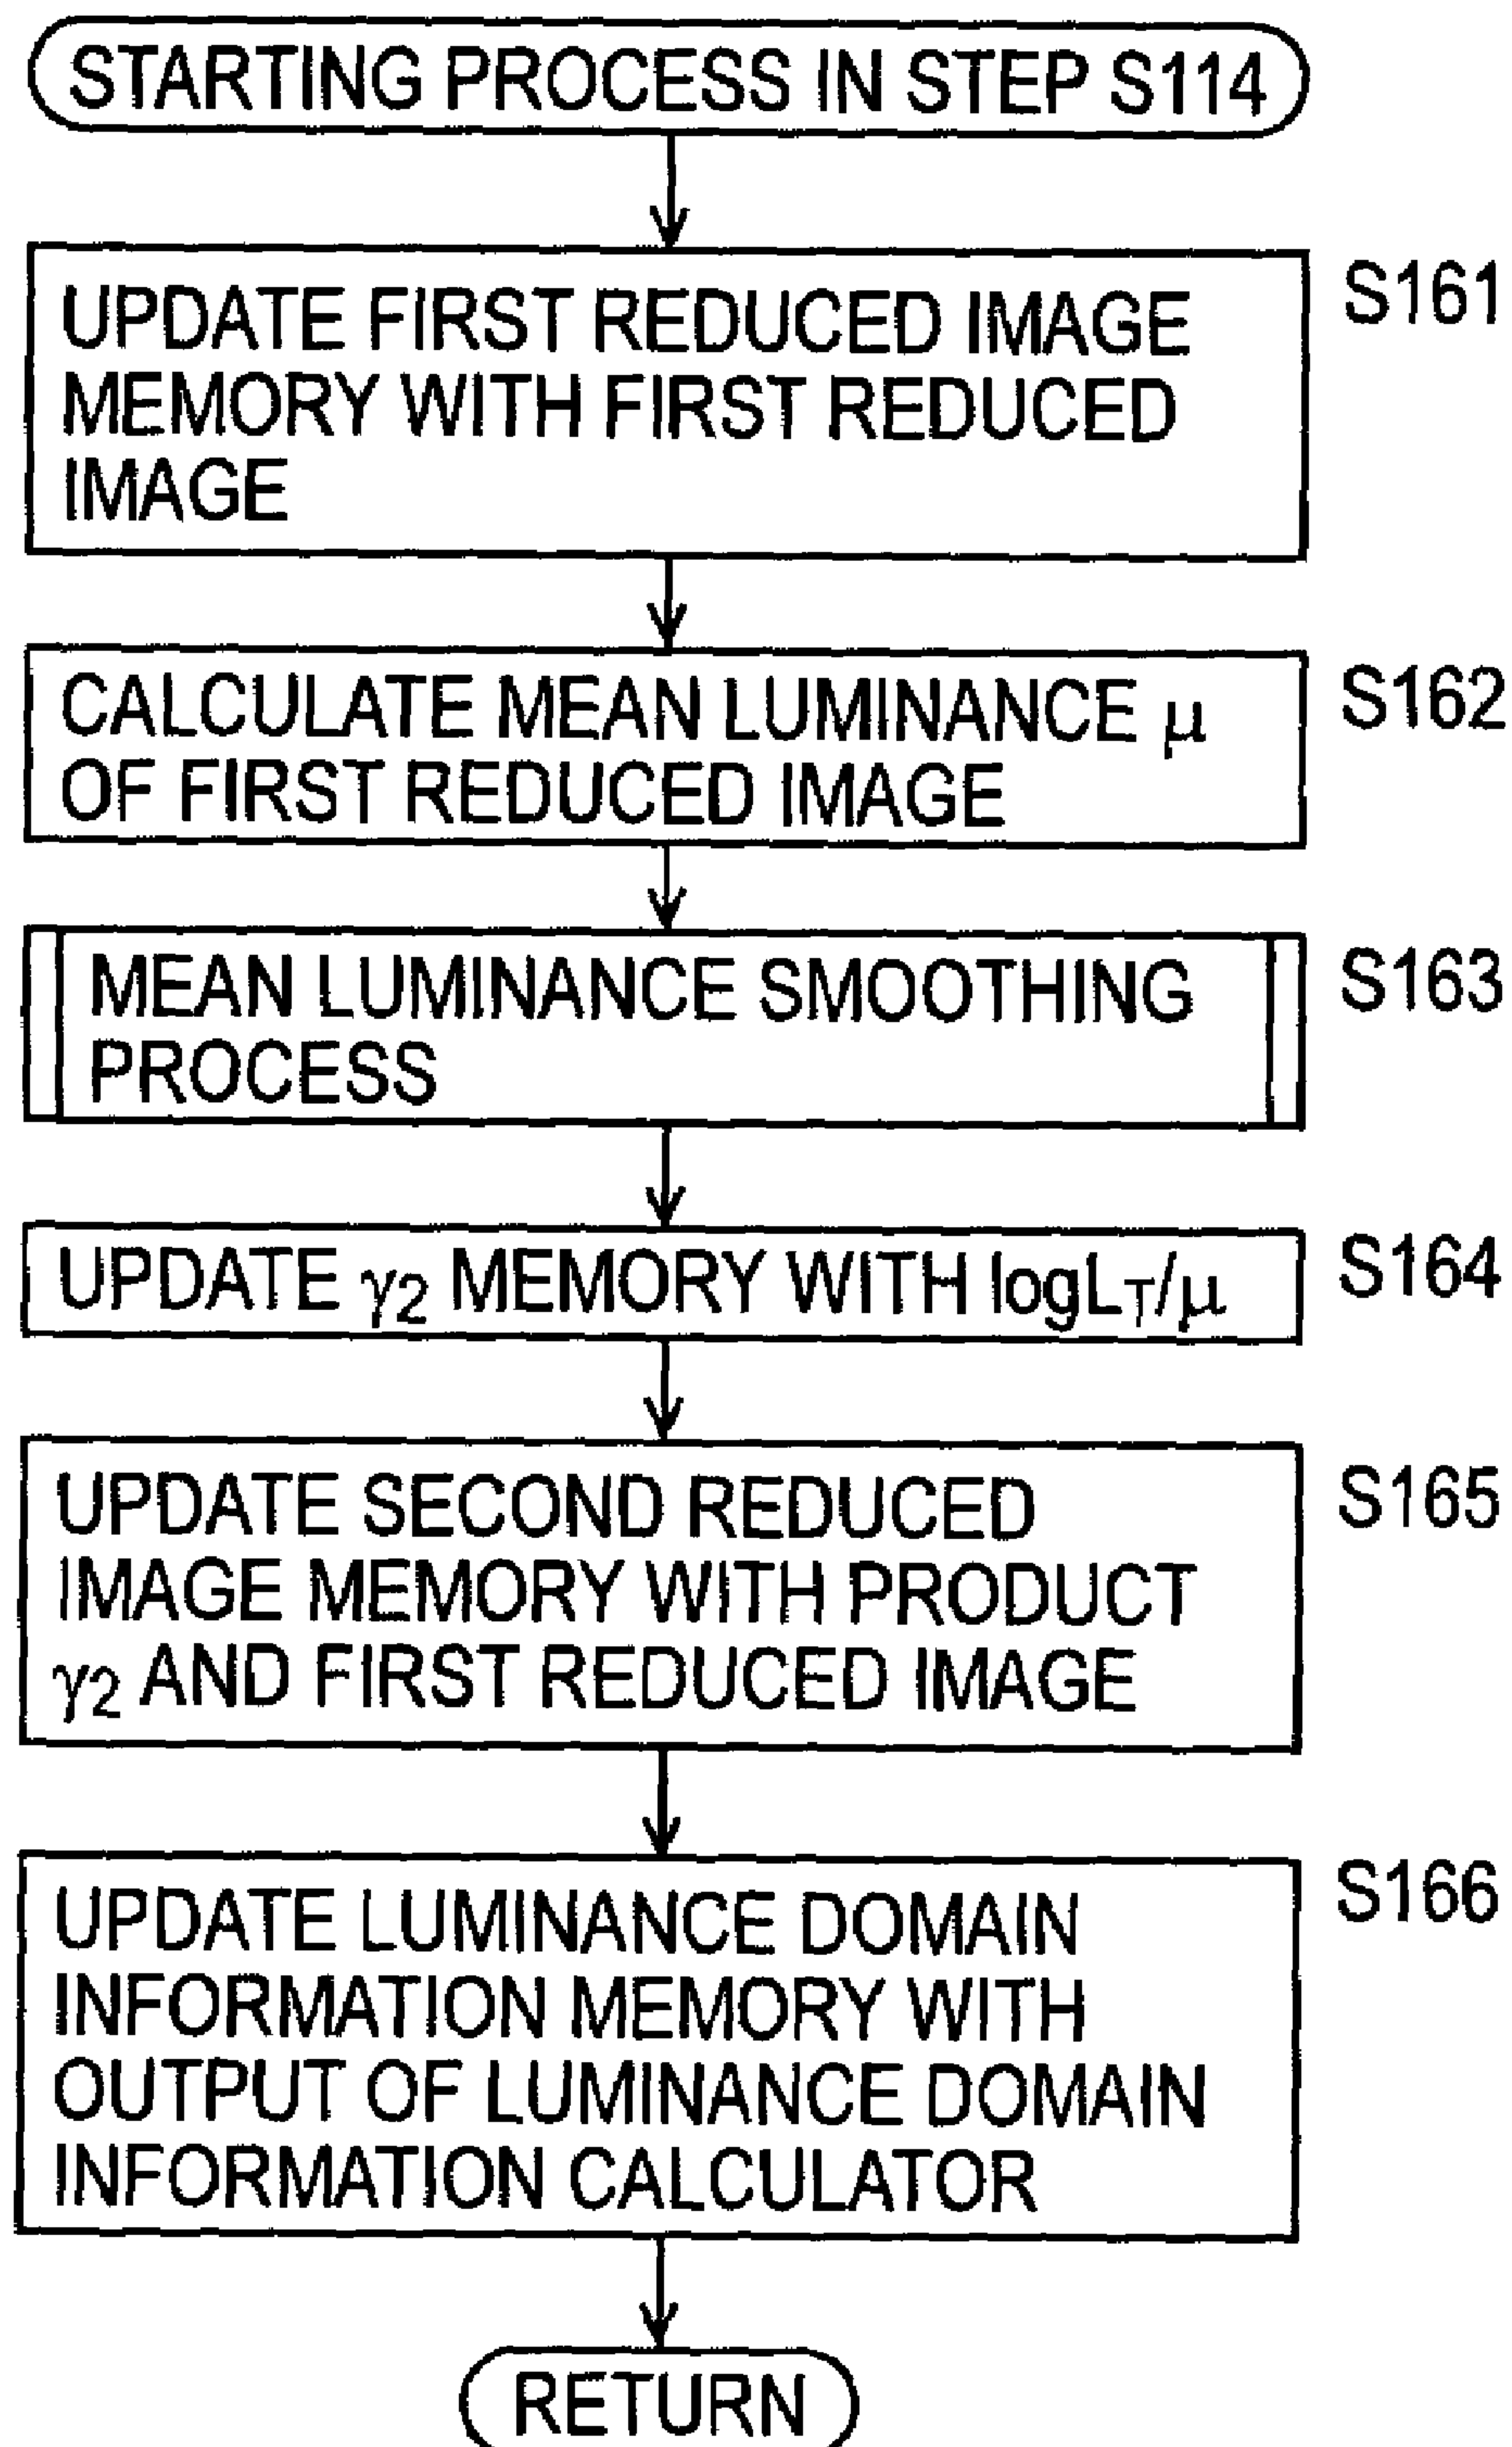 STARTING PROCESS IN STEP S114
UPDATE FIRST REDUCED IMAGE
MEMORY WITH FIRST REDUCED
IMAGE
S161
CALCULATE MEAN LUMINANCE μ
OF FIRST REDUCED IMAGE
S162
MEAN LUMINANCE SMOOTHING
PROCESS
S163
UPDATE γ2 MEMORY WITH logLT/μ
S164
UPDATE SECOND REDUCED
IMAGE MEMORY WITH PRODUCT
γ2 AND FIRST REDUCED IMAGE
S165
UPDATE LUMINANCE DOMAIN
INFORMATION MEMORY WITH
OUTPUT OF LUMINANCE DOMAIN
INFORMATION CALCULATOR
S166
RETURN